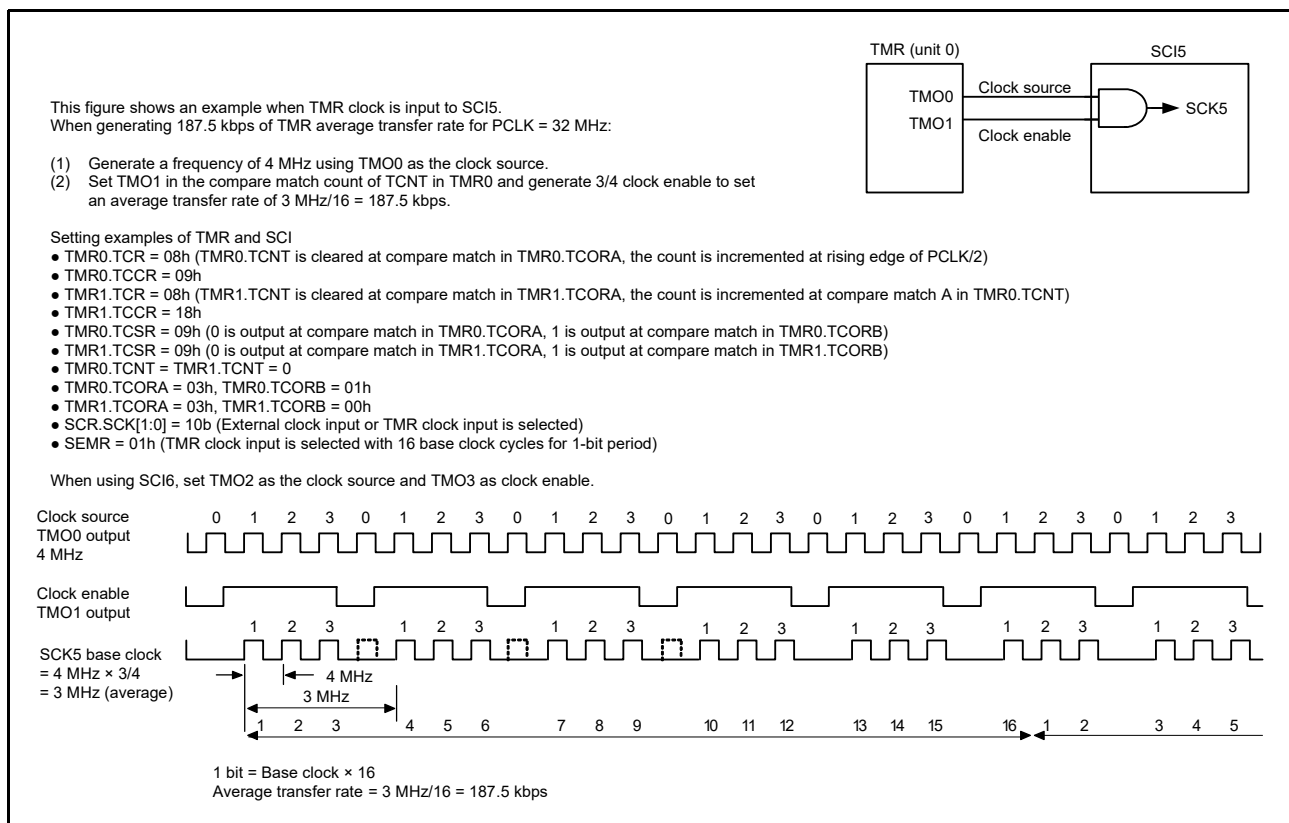 TMR (unit 0)
SCI5
TMO0
Clock source
SCK5
TMO1
Clock enable
This figure shows an example when TMR clock is input to SCI5.
When generating 187.5 kbps of TMR average transfer rate for PCLK = 32 MHz:
(1) Generate a frequency of 4 MHz using TMO0 as the clock source.
(2) Set TMO1 in the compare match count of TCNT in TMR0 and generate 3/4 clock enable to set
an average transfer rate of 3 MHz/16 = 187.5 kbps.
Setting examples of TMR and SCI
● TMR0.TCR = 08h (TMR0.TCNT is cleared at compare match in TMR0.TCORA, the count is incremented at rising edge of PCLK/2)
● TMR0.TCCR = 09h
● TMR1.TCR = 08h (TMR1.TCNT is cleared at compare match in TMR1.TCORA, the count is incremented at compare match A in TMR0.TCNT)
● TMR1.TCCR = 18h
● TMR0.TCSR = 09h (0 is output at compare match in TMR0.TCORA, 1 is output at compare match in TMR0.TCORB)
● TMR1.TCSR = 09h (0 is output at compare match in TMR1.TCORA, 1 is output at compare match in TMR1.TCORB)
● TMR0.TCNT = TMR1.TCNT = 0
● TMR0.TCORA = 03h, TMR0.TCORB = 01h
● TMR1.TCORA = 03h, TMR1.TCORB = 00h
● SCR.SCK[1:0] = 10b (External clock input or TMR clock input is selected)
● SEMR = 01h (TMR clock input is selected with 16 base clock cycles for 1-bit period)
When using SCI6, set TMO2 as the clock source and TMO3 as clock enable.
Clock source
TMO0 output
4 MHz
0 1 2 3 0 1 2 3 0 1 2 3 0 1 2 3 0 1 2 3 0 1 2 3 0 1 2 3
Clock enable
TMO1 output
1 2 3 1 2 3 1 2 3 1 2 3 1 2 3 1 2 3 1 2 3
SCK5 base clock
= 4 MHz × 3/4
= 3 MHz (average)
4 MHz
3 MHz
1 2 3 4 5 6 7 8 9 10 11 12 13 14 15 16 1 2 3 4 5
1 bit = Base clock × 16
Average transfer rate = 3 MHz/16 = 187.5 kbps